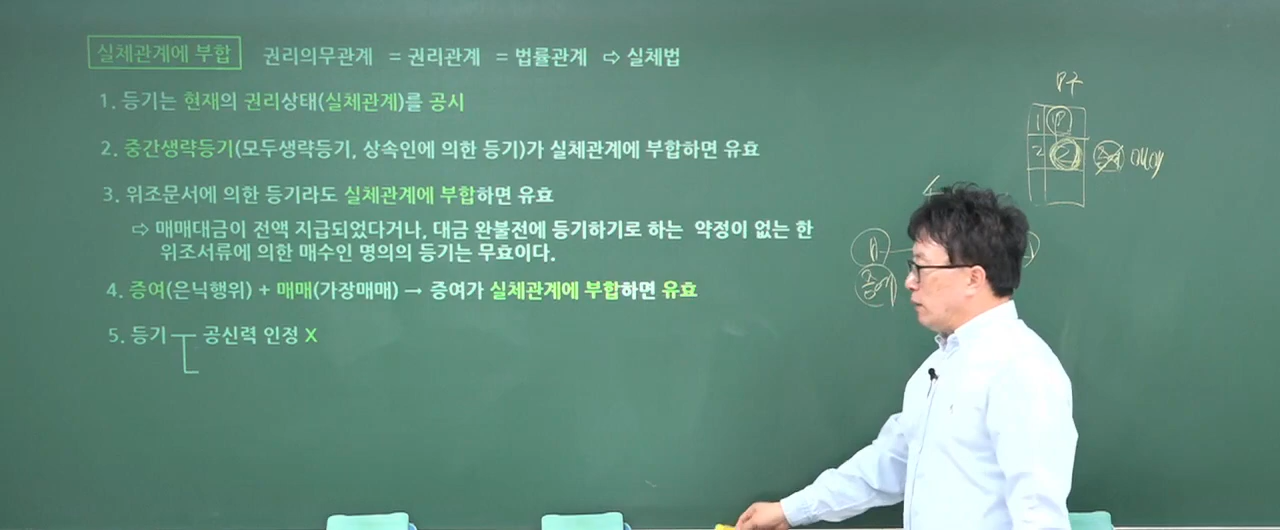 실체관계에 부합 권리의무관계 = 권리관계 = 법률관계 ⇨ 실체법
1. 등기는 현재의 권리상태(실체관계)를 공시
2. 중간생략등기(모두생략등기, 상속인에 의한 등기)가 실체관계에 부합하면 유효
3. 위조문서에 의한 등기라도 실체관계에 부합하면 유효
⇨ 매매대금이 전액 지급되었다거나, 대금 완불전에 등기하기로 하는 약정이 없는 한
위조서류에 의한 매수인 명의의 등기는 무효이다.
4. 증여(은닉행위) + 매매(가장매매) → 증여가 실체관계에 부합하면 유효
5. 등기 공신력 인정 X
갑구
1
2
매매
증여